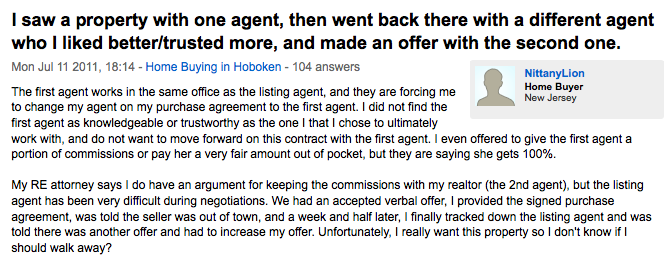 I saw a property with one agent, then went back there with a different agent
who I liked better/trusted more, and made an offer with the second one.
Mon Jul 11 2011, 18:14 - Home Buying in Hoboken - 104 answers
NittanyLion
Home Buyer
New Jersey
The first agent works in the same office as the listing agent, and they are forcing me
to change my agent on my purchase agreement to the first agent. I did not find the
first agent as knowledgeable or trustworthy as the one I that I chose to ultimately
work with, and do not want to move forward on this contract with the first agent. I even offered to give the first agent a
portion of commissions or pay her a very fair amount out of pocket, but they are saying she gets 100%.
My RE attorney says I do have an argument for keeping the commissions with my realtor (the 2nd agent), but the listing
agent has been very difficult during negotiations. We had an accepted verbal offer, I provided the signed purchase
agreement, was told the seller was out of town, and a week and half later, I finally tracked down the listing agent and was
told there was another offer and had to increase my offer. Unfortunately, I really want this property so I don't know if I
should walk away?